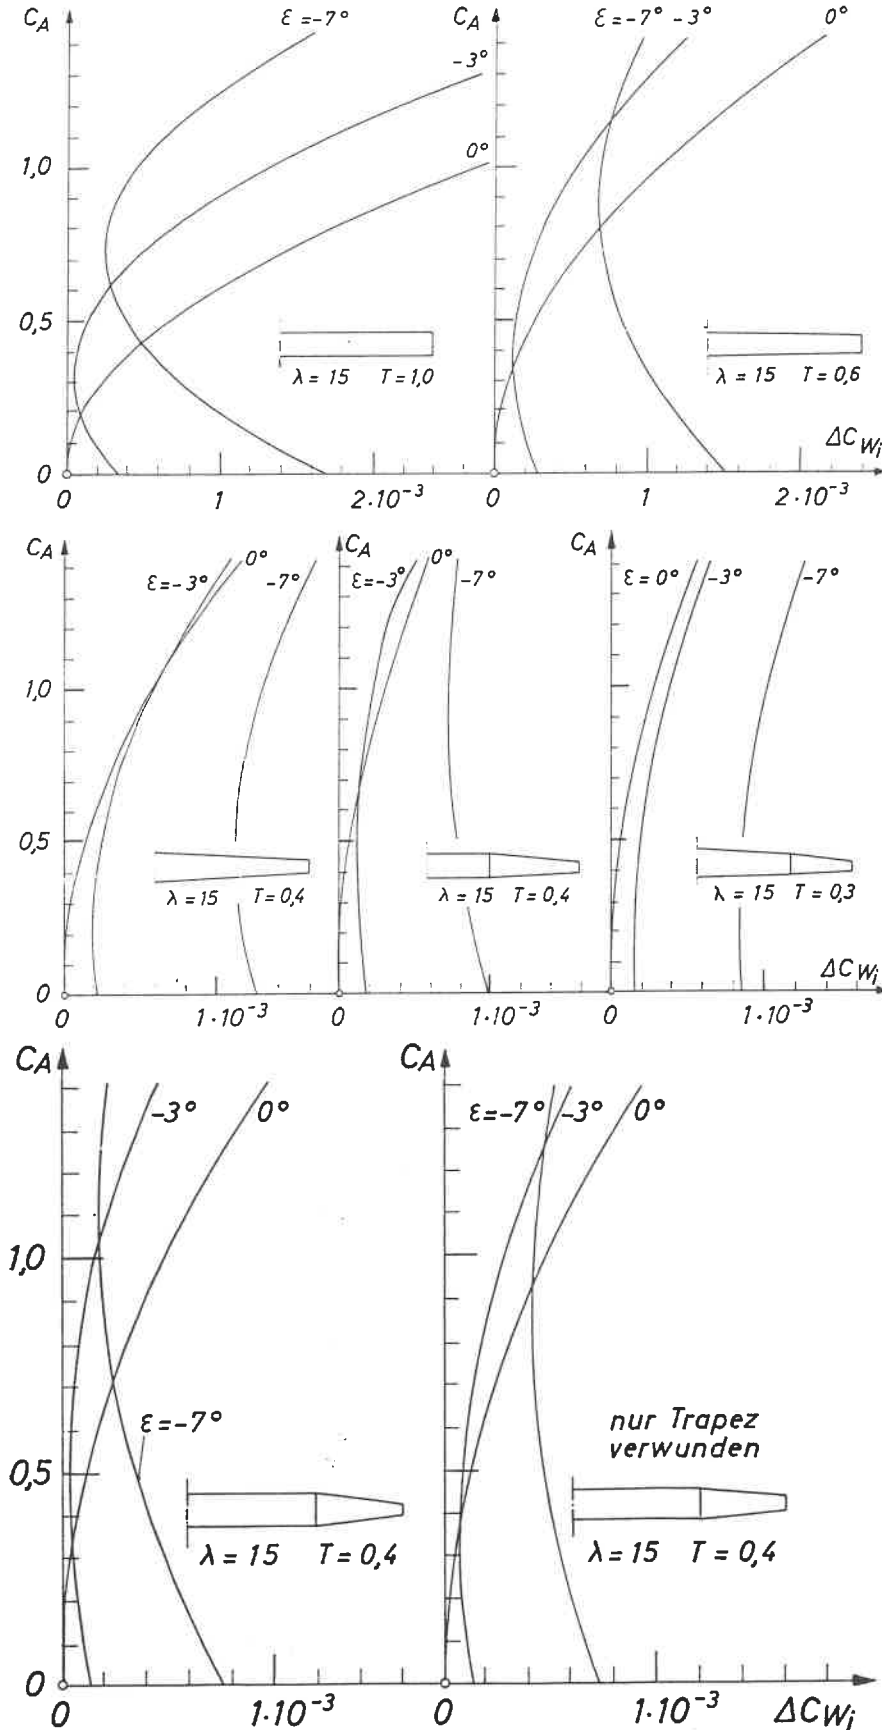 C_A ε=-7° C_A ε=-7° -3° 0°
-3°
0°
1,0
0,5
λ=15 T=1,0 λ=15 T=0,6
ΔC_Wi
0
0 1 2·10⁻³ 0 1 2·10⁻³
C_A C_A C_A
ε=-3° 0° -7° ε=-3° 0° -7° ε=0° -3° -7°
1,0
0,5
λ=15 T=0,4 λ=15 T=0,4 λ=15 T=0,3
ΔC_Wi
0
0 1·10⁻³ 0 1·10⁻³ 0 1·10⁻³
C_A C_A
-3° 0° ε=-7° -3° 0°
1,0
ε=-7° nur Trapez
verwunden
0,5
λ=15 T=0,4 λ=15 T=0,4
0
0 1·10⁻³ 0 1·10⁻³ ΔC_Wi